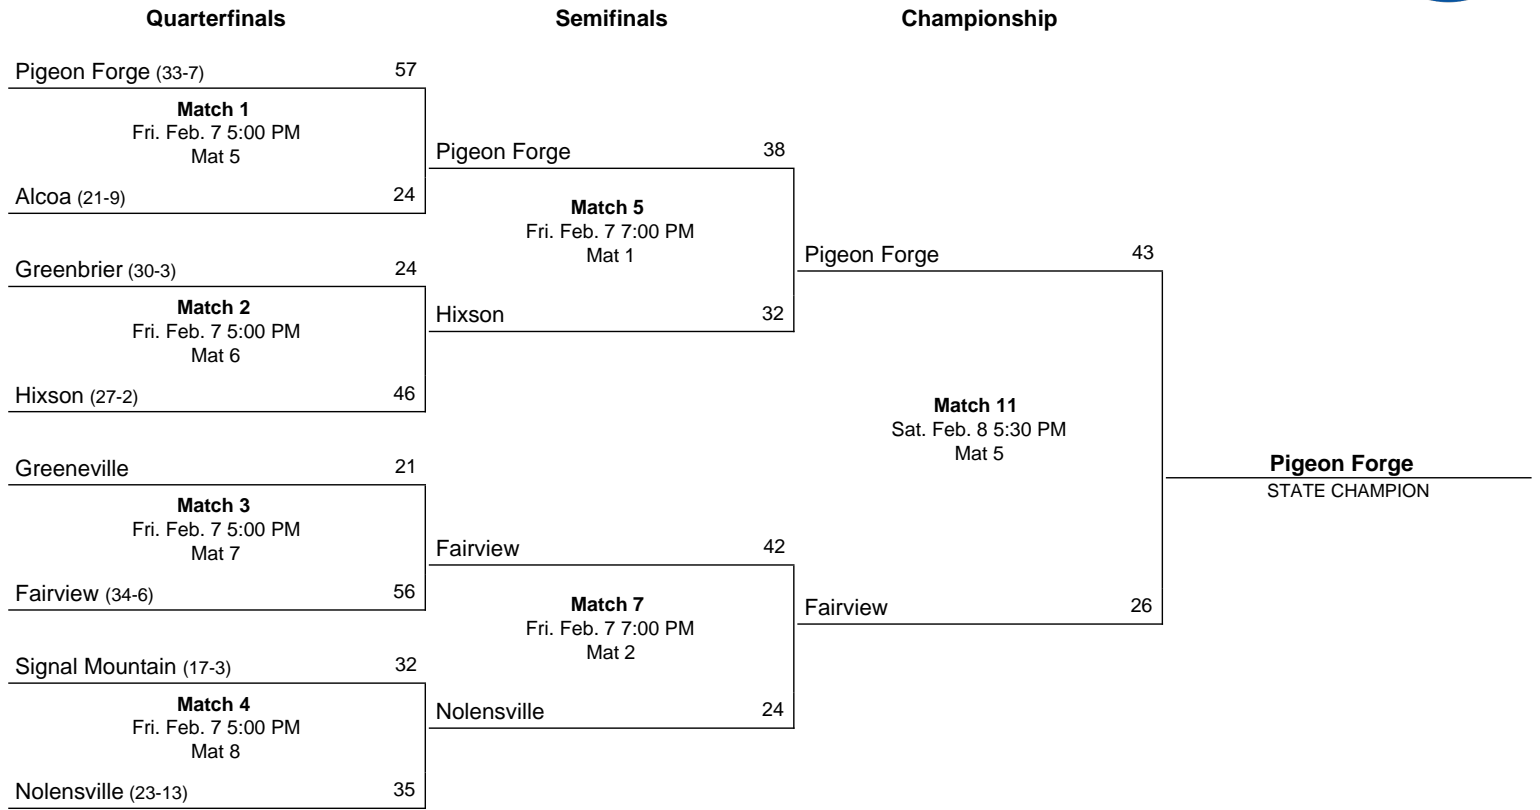 Quarterfinals Semifinals Championship
Pigeon Forge (33-7) 57
Match 1
Fri. Feb. 7 5:00 PM
Mat 5
Alcoa (21-9) 24
Greenbrier (30-3) 24
Match 2
Fri. Feb. 7 5:00 PM
Mat 6
Hixson (27-2) 46
Greeneville 21
Match 3
Fri. Feb. 7 5:00 PM
Mat 7
Fairview (34-6) 56
Signal Mountain (17-3) 32
Match 4
Fri. Feb. 7 5:00 PM
Mat 8
Nolensville (23-13) 35
Pigeon Forge 38
Match 5
Fri. Feb. 7 7:00 PM
Mat 1
Hixson 32
Fairview 42
Match 7
Fri. Feb. 7 7:00 PM
Mat 2
Nolensville 24
Pigeon Forge 43
Match 11
Sat. Feb. 8 5:30 PM
Mat 5
Fairview 26
Pigeon Forge
STATE CHAMPION